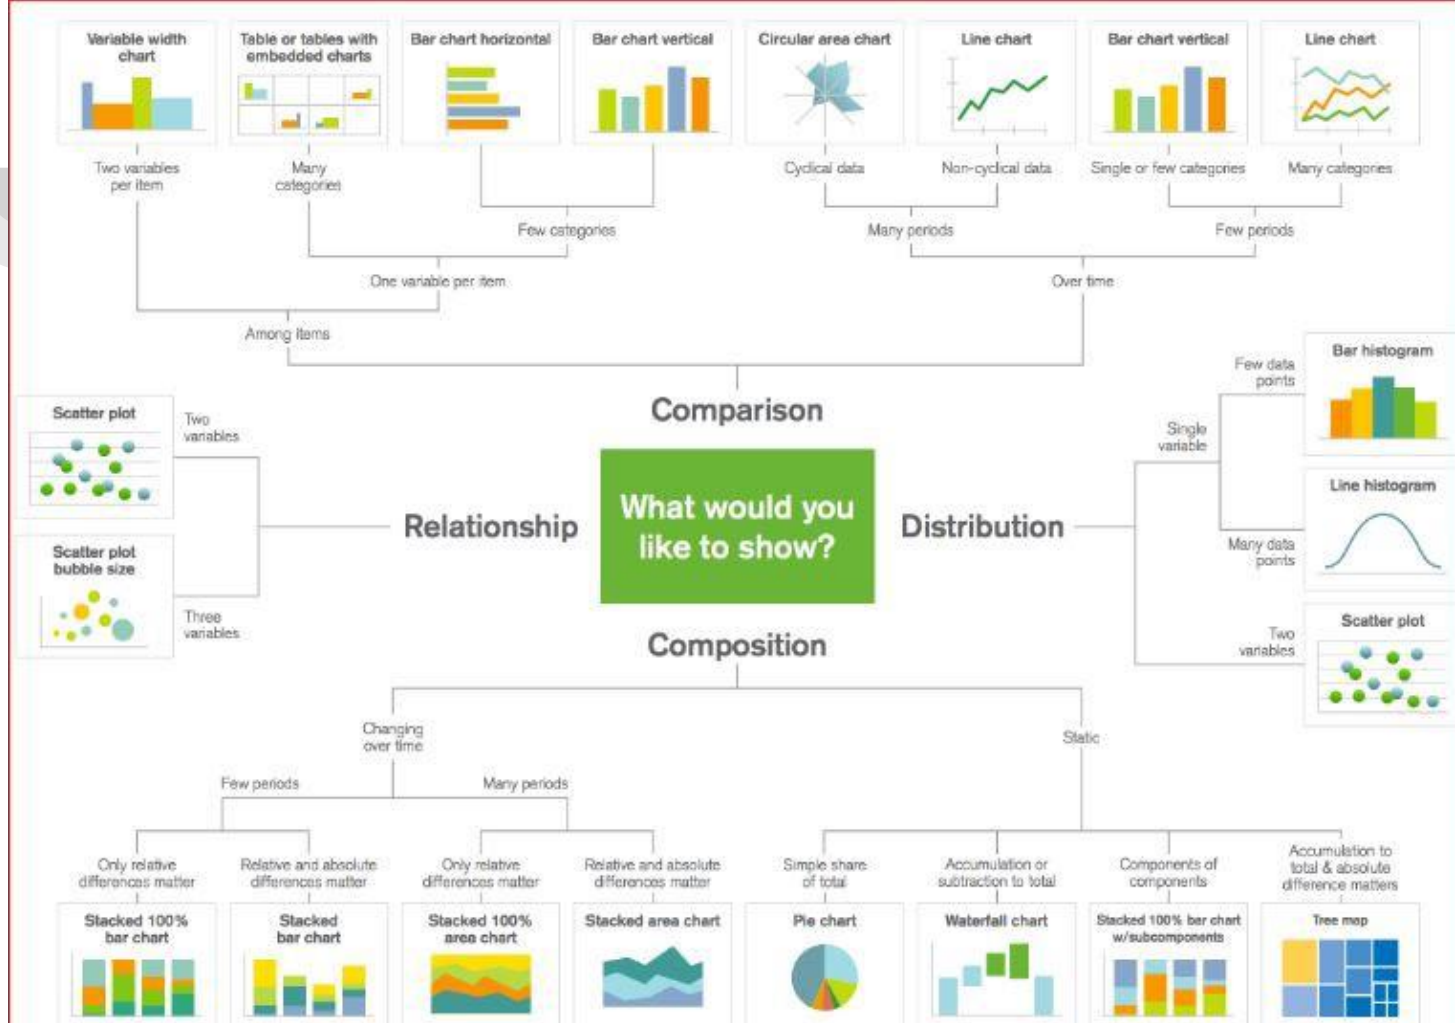 Variable width
chart
Table or tables with
embedded charts
Bar chart horizontal
Bar chart vertical
Circular area chart
Line chart
Bar chart vertical
Line chart
Two variables
per item
Many
categories
Cyclical data
Non-cyclical data
Single or few categories
Many categories
Few categories
Many periods
Few periods
One variable per item
Over time
Among items
Comparison
Scatter plot
Two
variables
Scatter plot
bubble size
Three
variables
Relationship
What would you
like to show?
Distribution
Single
variable
Few data
points
Bar histogram
Many data
points
Line histogram
Two
variables
Scatter plot
Composition
Changing
over time
Static
Few periods
Many periods
Only relative
differences matter
Relative and absolute
differences matter
Only relative
differences matter
Relative and absolute
differences matter
Simple share
of total
Accumulation or
subtraction to total
Components of
components
Accumulation to
total & absolute
difference matters
Stacked 100%
bar chart
Stacked
bar chart
Stacked 100%
area chart
Stacked area chart
Pie chart
Waterfall chart
Stacked 100% bar chart
w/subcomponents
Tree map